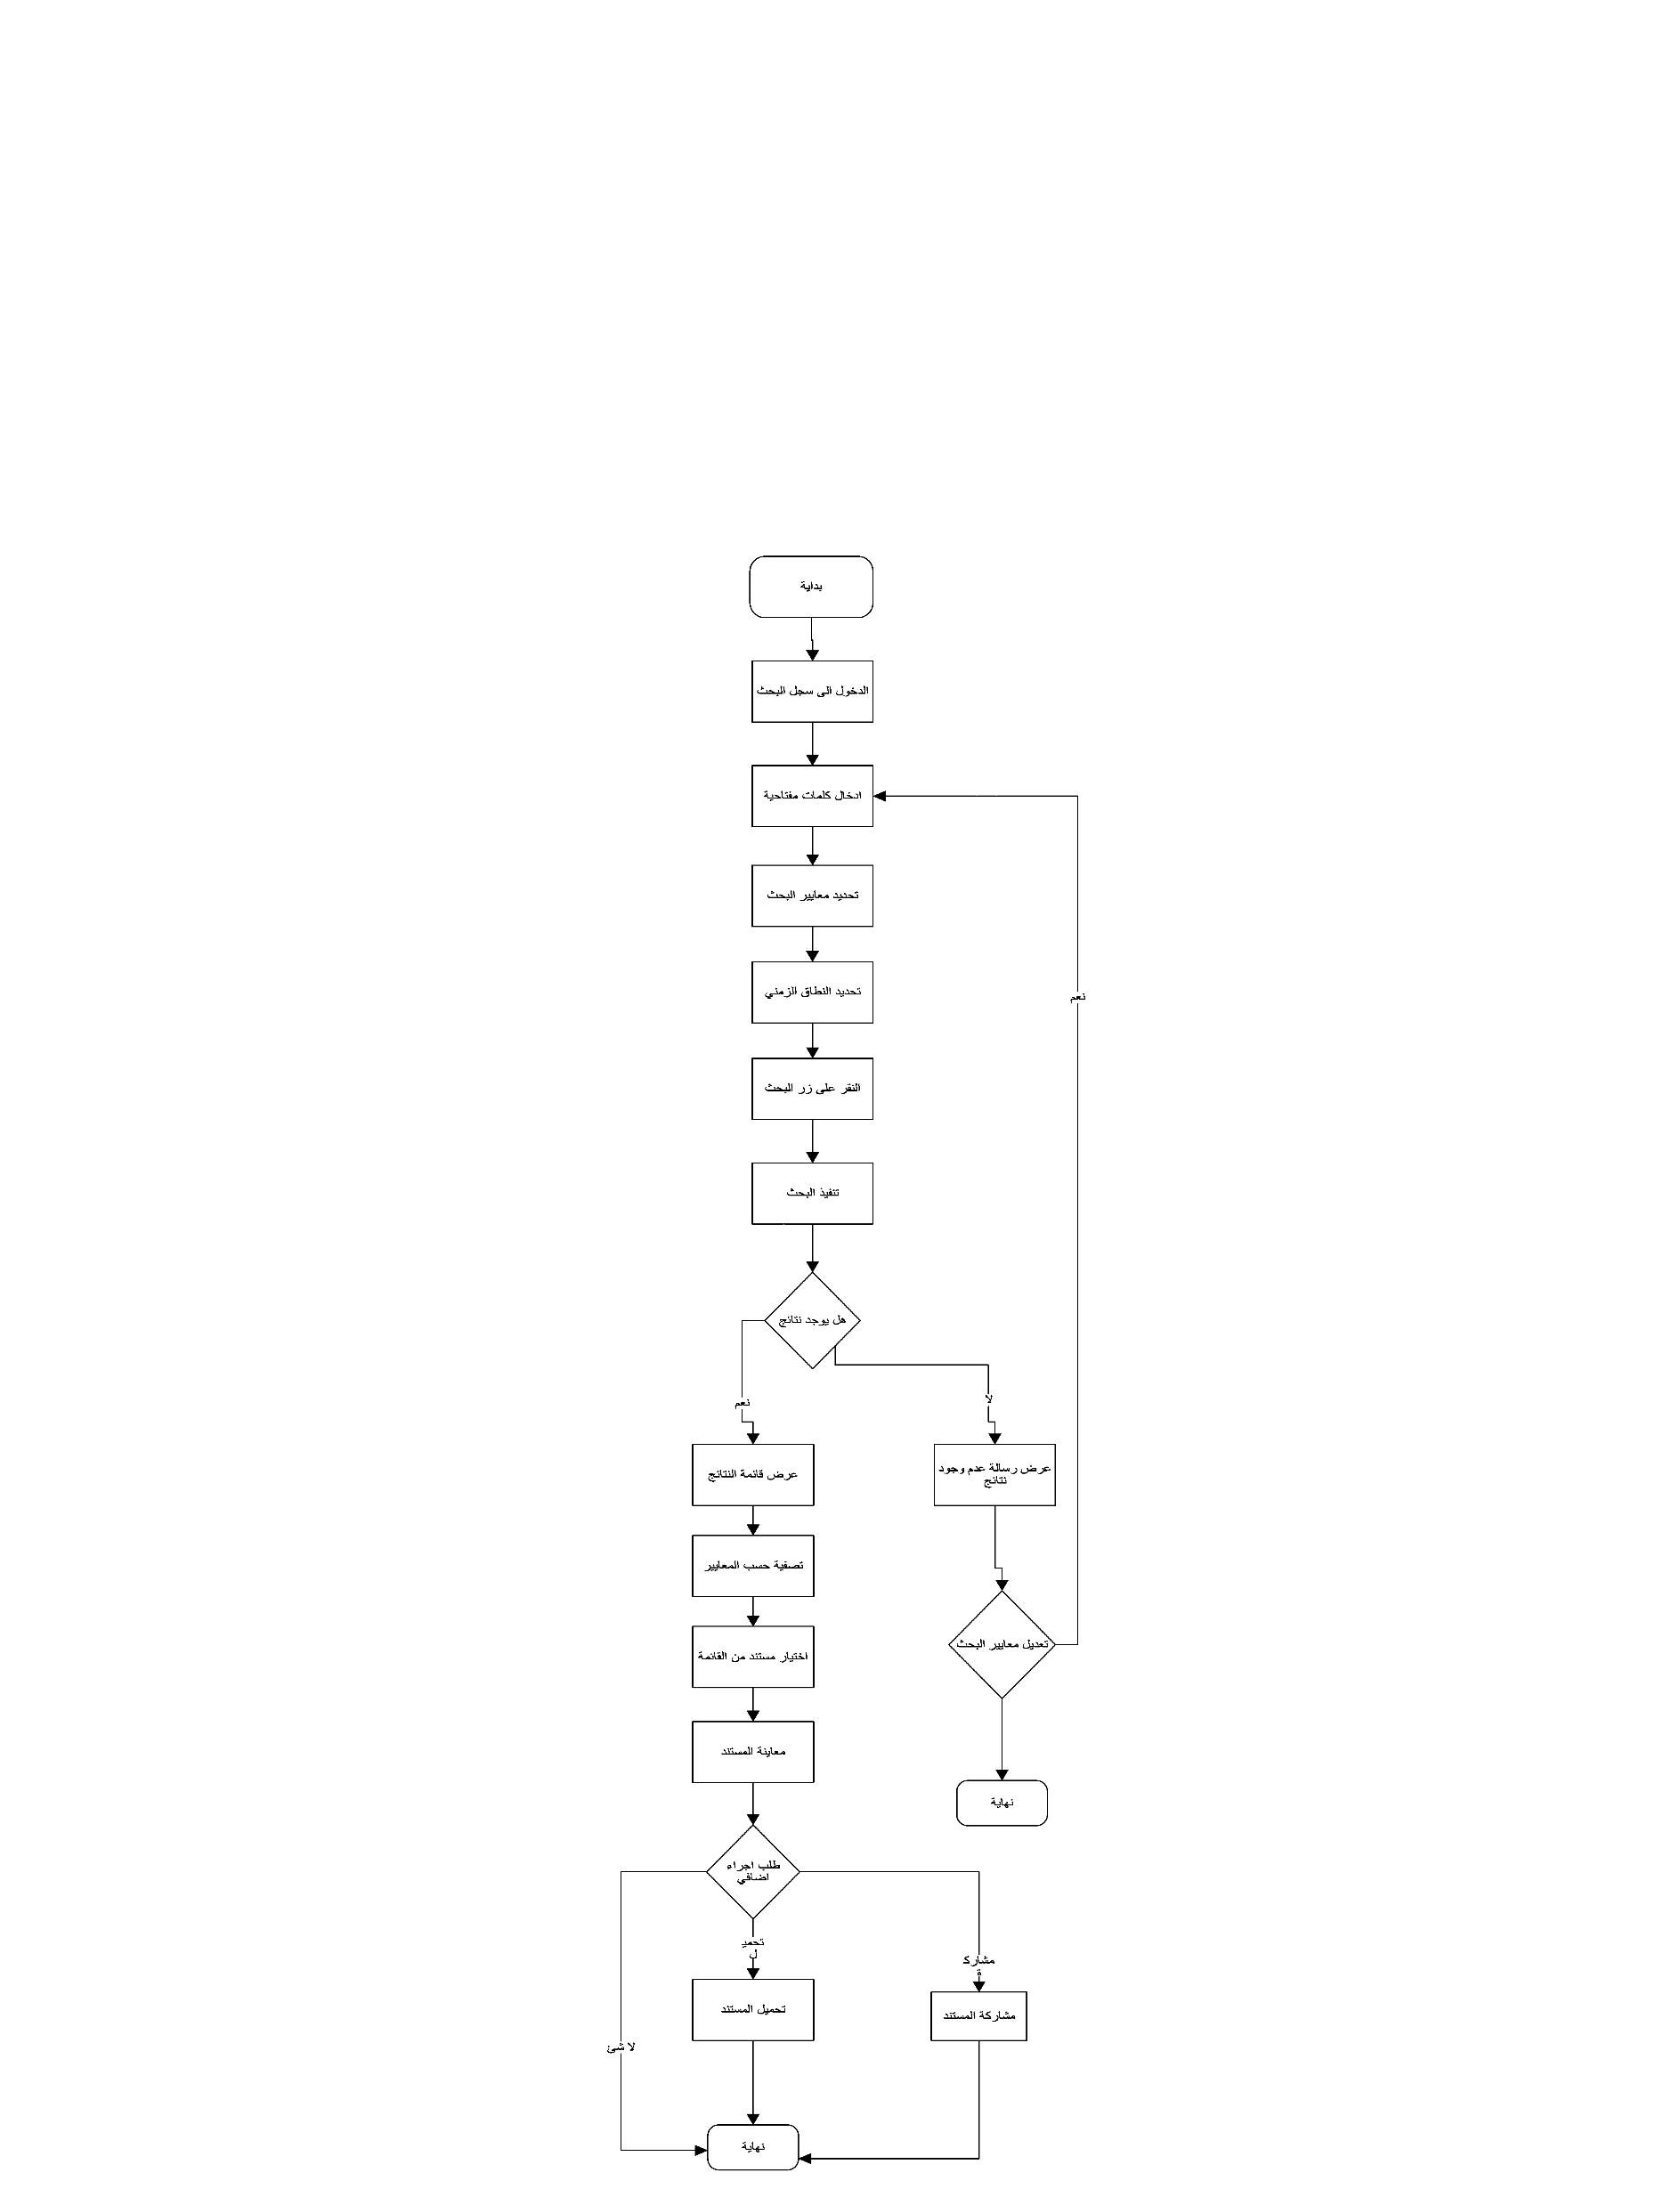 بداية
الدخول الى سجل البحث
ادخال كلمات مفتاحية
تحديد معايير البحث
تحديد النطاق الزمني
نعم
النقر على زر البحث
تنفيذ البحث
هل يوجد نتائج
لا
نعم
عرض رسالة عدم وجود
نتائج
عرض قائمة النتائج
تصفية حسب المعايير
تعديل معايير البحث
اختيار مستند من القائمة
معاينة المستند
نهاية
طلب اجراء
اضافي
تحميـ
ل
مشاركـ
ة
تحميل المستند
مشاركة المستند
لا شئ
نهاية